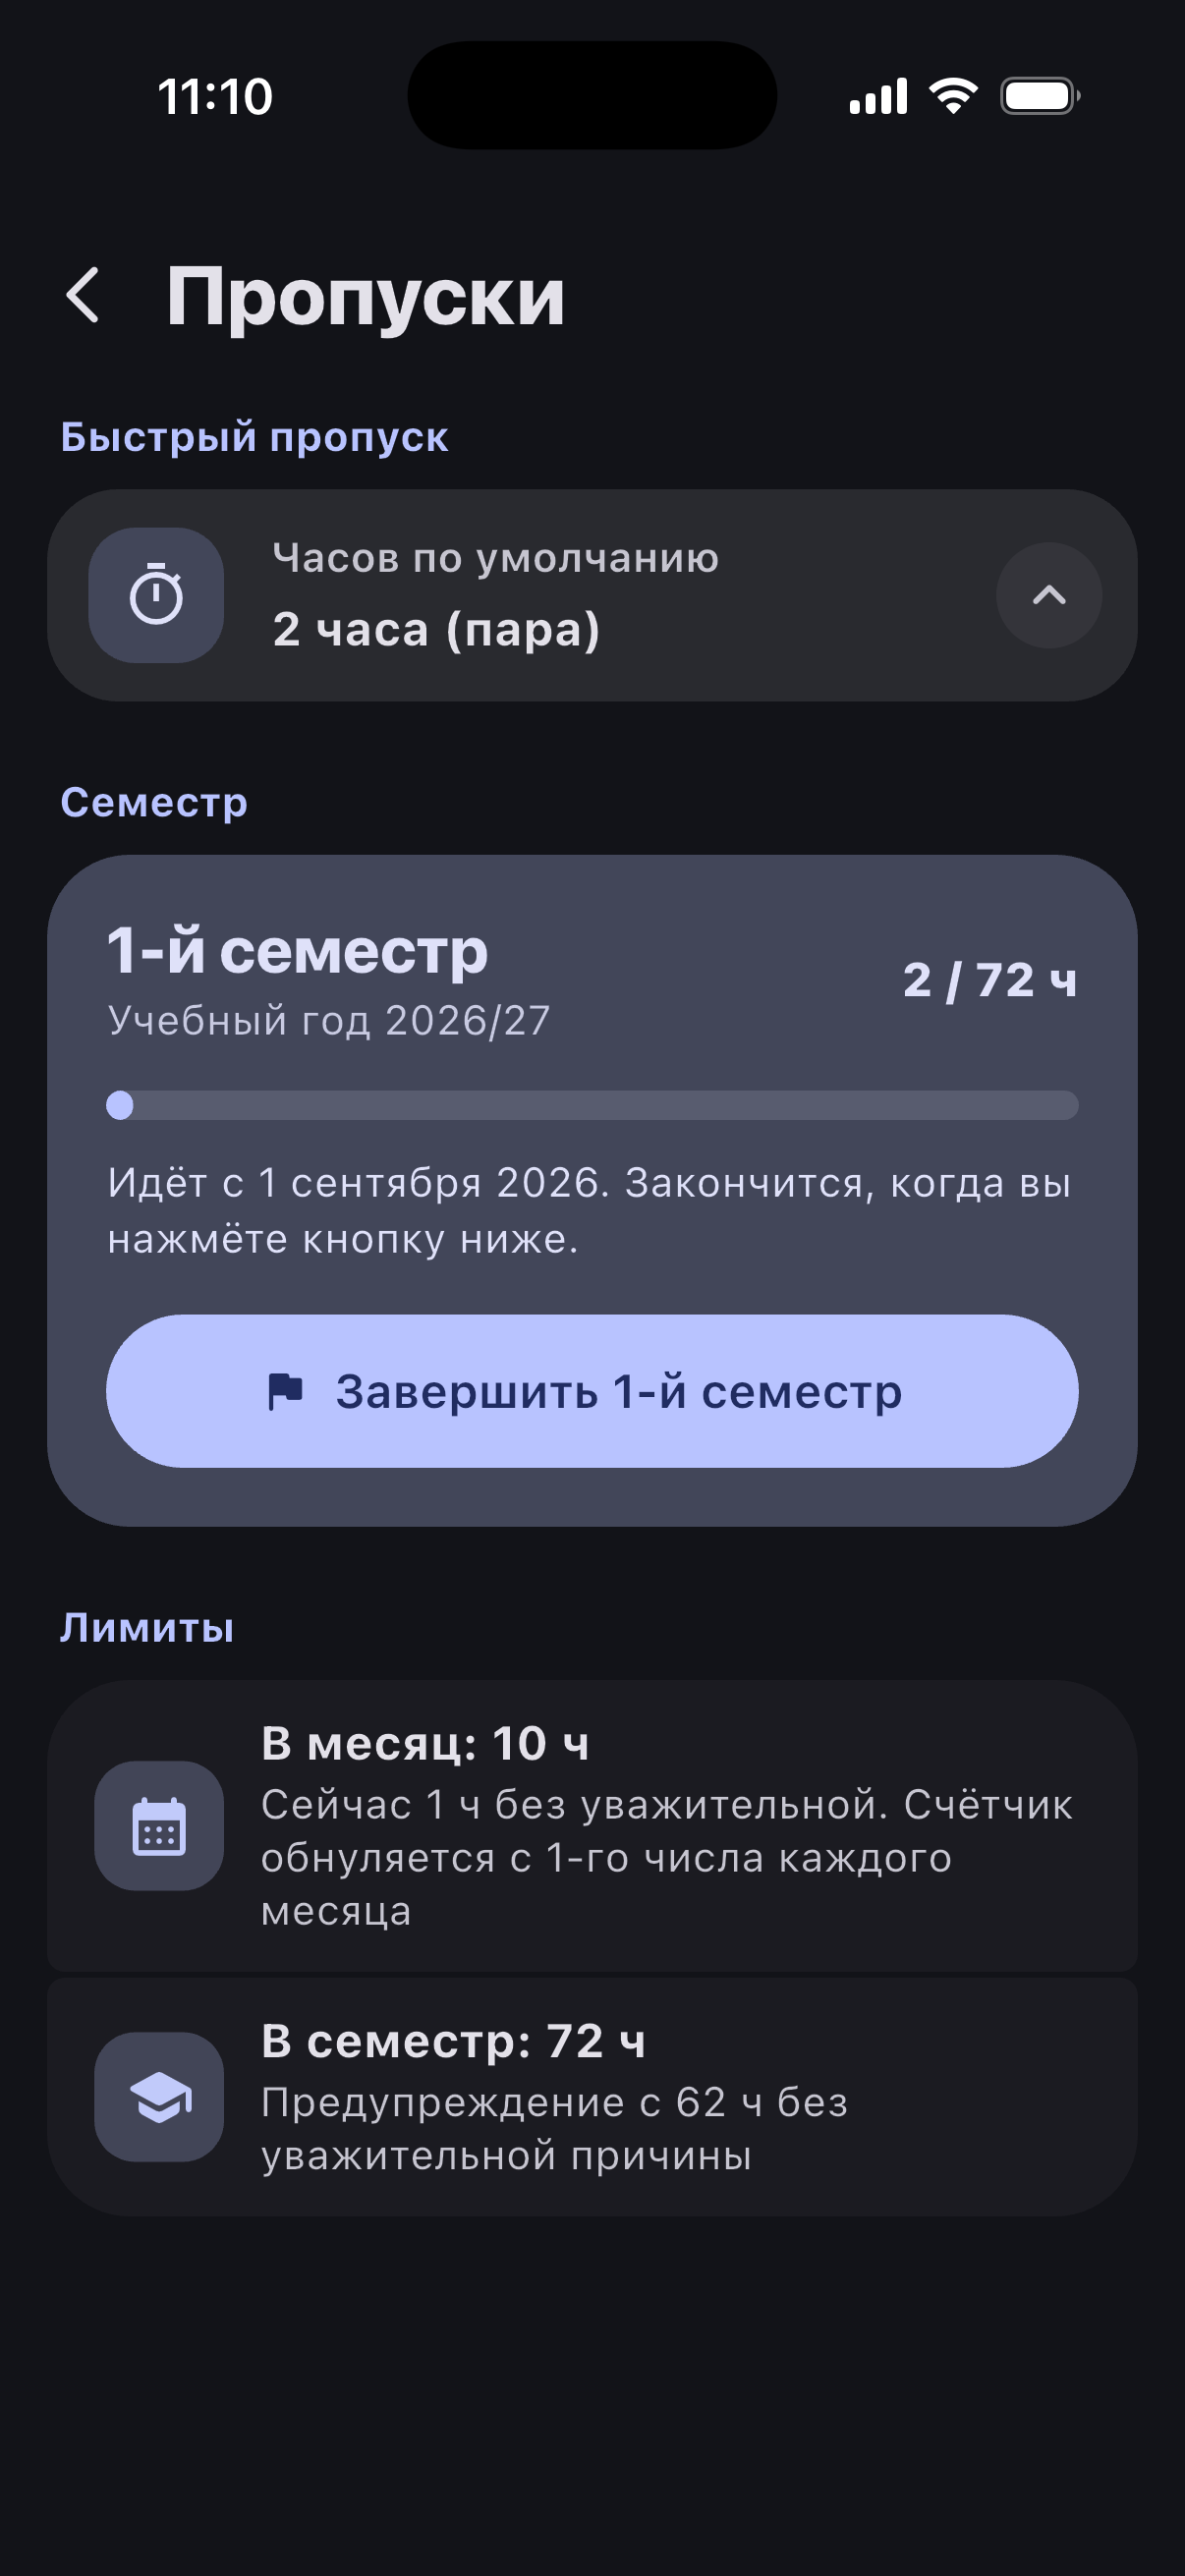 11:10
Пропуски
Быстрый пропуск
Часов по умолчанию
2 часа (пара)
Семестр
1-й семестр
2 / 72 ч
Учебный год 2026/27
Идёт с 1 сентября 2026. Закончится, когда вы
нажмёте кнопку ниже.
Завершить 1-й семестр
Лимиты
В месяц: 10 ч
Сейчас 1 ч без уважительной. Счётчик
обнуляется с 1-го числа каждого
месяца
В семестр: 72 ч
Предупреждение с 62 ч без
уважительной причины